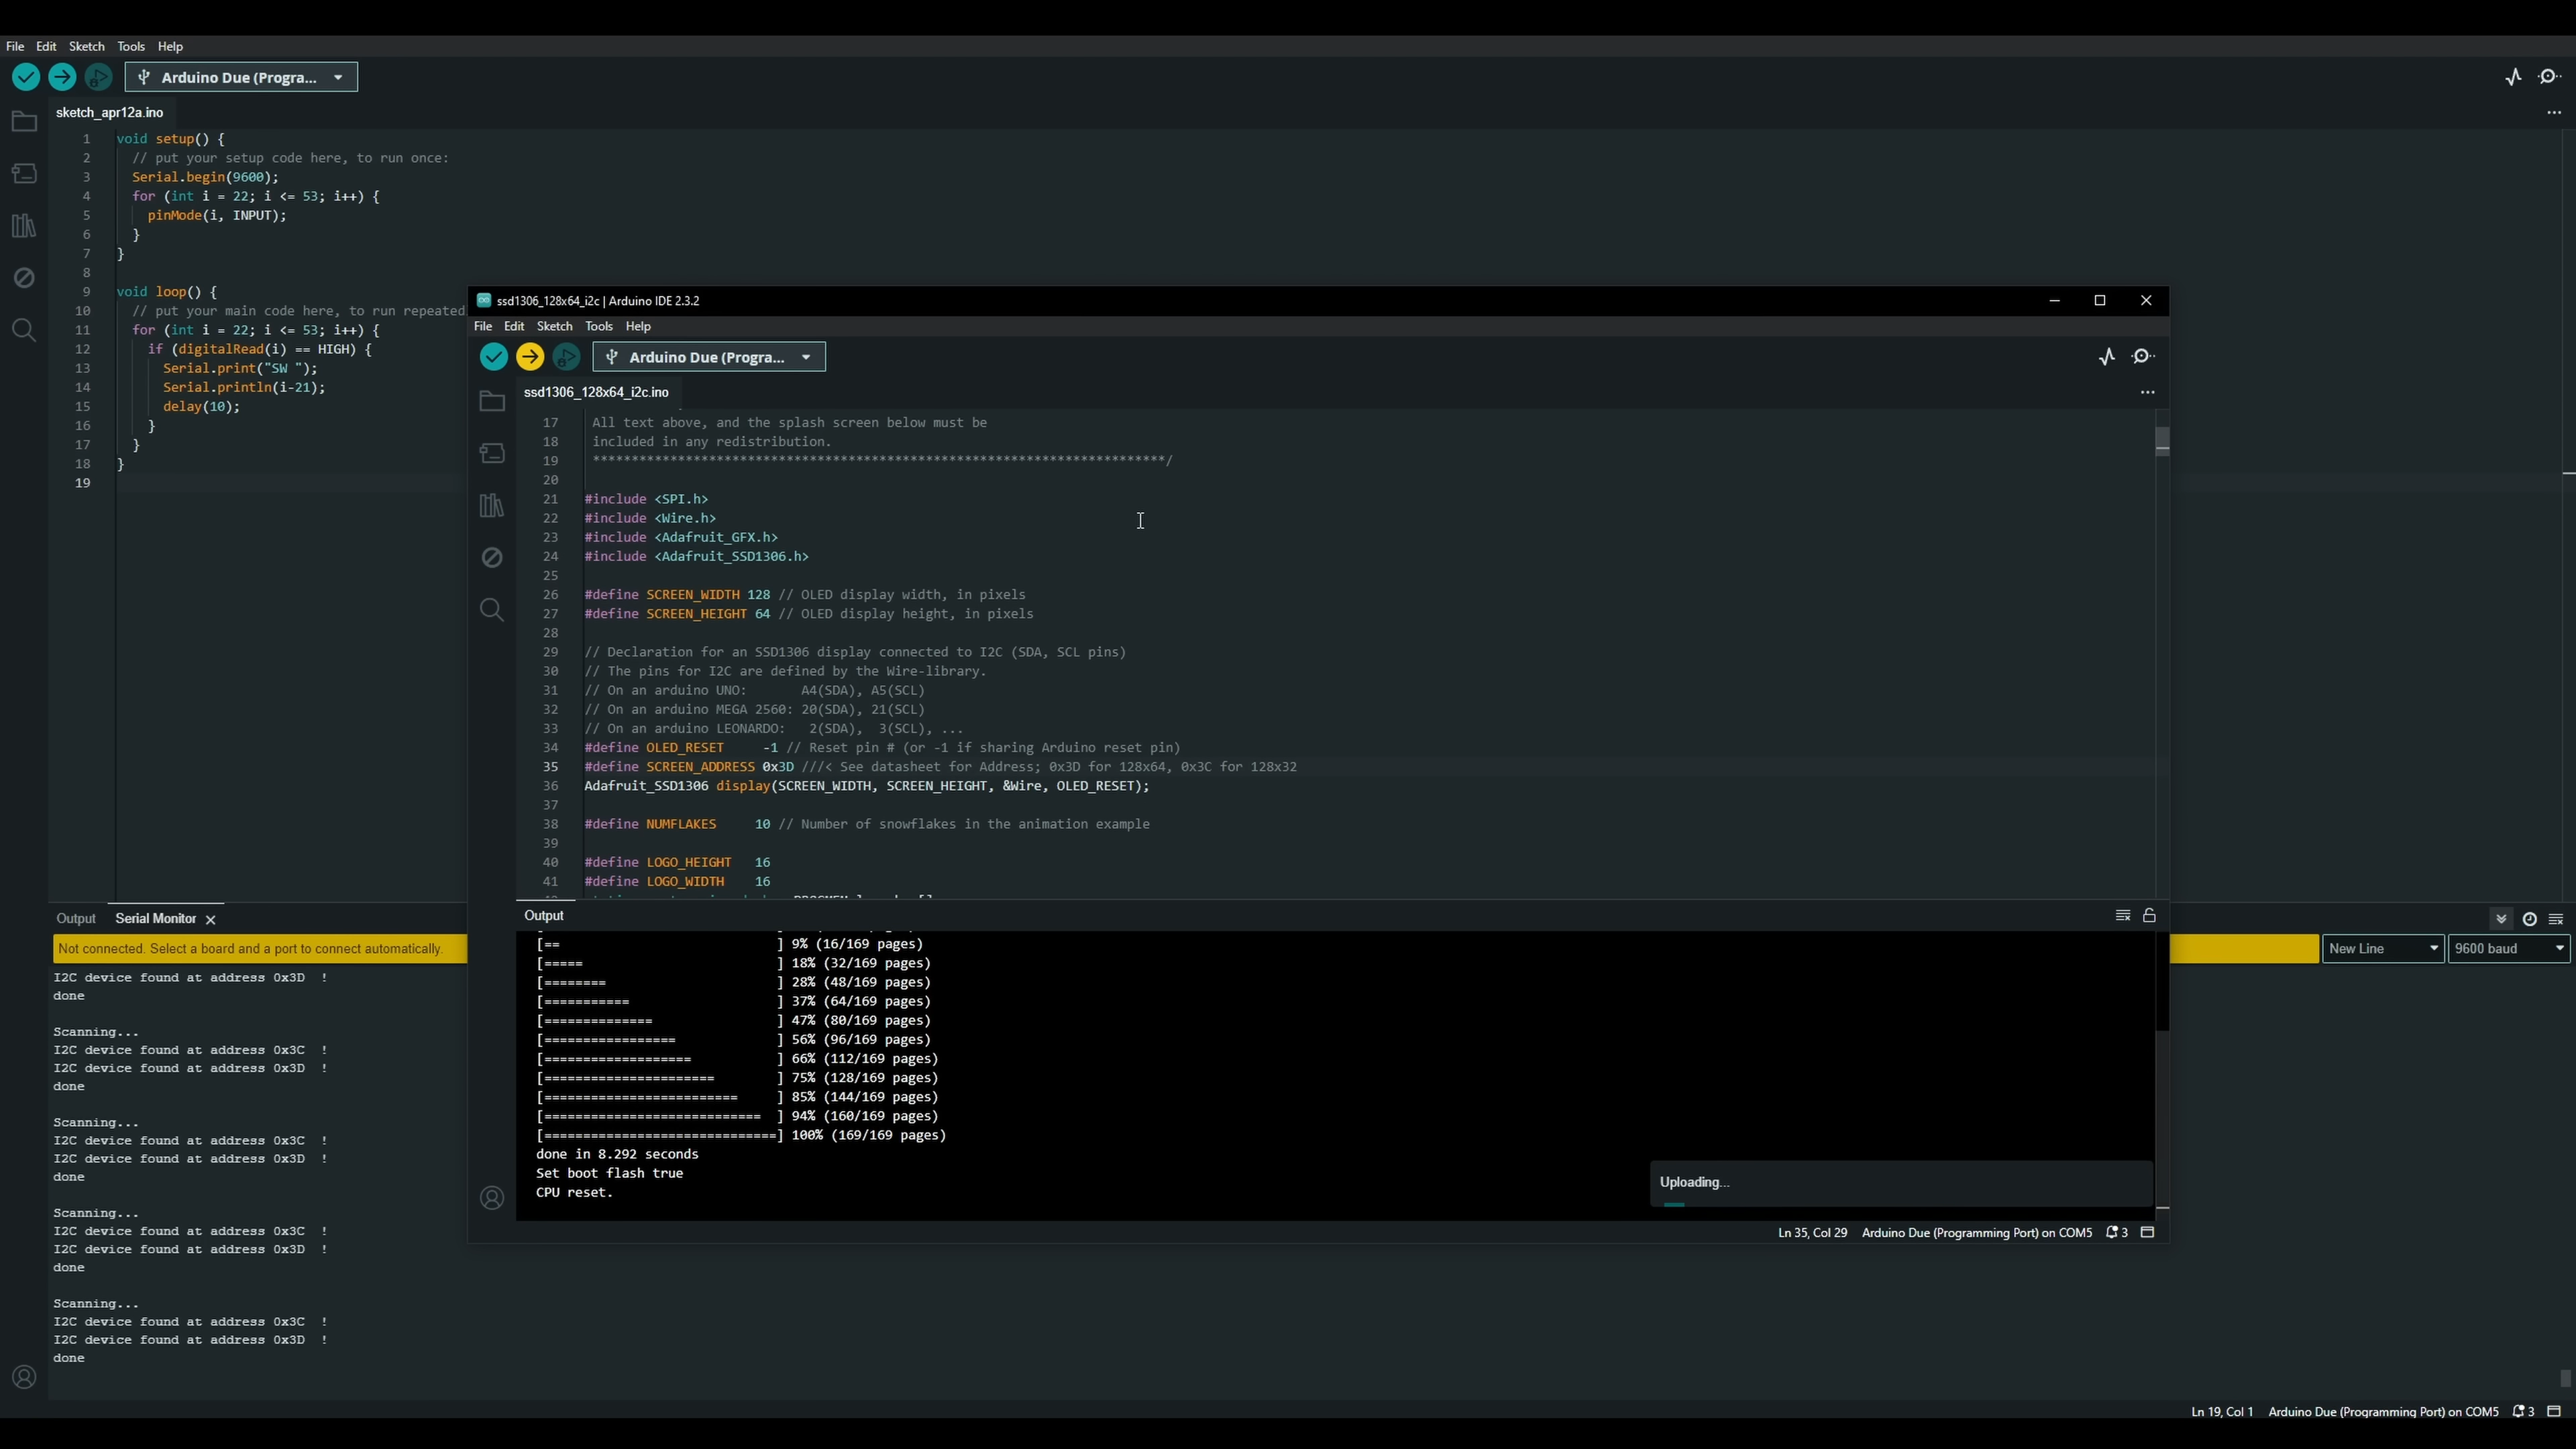 File Edit Sketch Tools Help
Arduino Due (Progra...
sketch_apr12a.ino
1 void setup() {
2 // put your setup code here, to run once:
3 Serial.begin(9600);
4 for (int i = 22; i <= 53; i++) {
5 pinMode(i, INPUT);
6 }
7 }
8
9 void loop() {
10 // put your main code here, to run repeated
11 for (int i = 22; i <= 53; i++) {
12 if (digitalRead(i) == HIGH) {
13 Serial.print("SW ");
14 Serial.println(i-21);
15 delay(10);
16 }
17 }
18 }
19
Output Serial Monitor
Not connected. Select a board and a port to connect automatically.
New Line 9600 baud
I2C device found at address 0x3D !
done
Scanning...
I2C device found at address 0x3C !
I2C device found at address 0x3D !
done
Scanning...
I2C device found at address 0x3C !
I2C device found at address 0x3D !
done
Scanning...
I2C device found at address 0x3C !
I2C device found at address 0x3D !
done
Scanning...
I2C device found at address 0x3C !
I2C device found at address 0x3D !
done
ssd1306_128x64_i2c | Arduino IDE 2.3.2
File Edit Sketch Tools Help
Arduino Due (Progra...
ssd1306_128x64_i2c.ino
17 All text above, and the splash screen below must be
18 included in any redistribution.
19 **************************************************************************/
20
21 #include <SPI.h>
22 #include <Wire.h>
23 #include <Adafruit_GFX.h>
24 #include <Adafruit_SSD1306.h>
25
26 #define SCREEN_WIDTH 128 // OLED display width, in pixels
27 #define SCREEN_HEIGHT 64 // OLED display height, in pixels
28
29 // Declaration for an SSD1306 display connected to I2C (SDA, SCL pins)
30 // The pins for I2C are defined by the Wire-library.
31 // On an arduino UNO: A4(SDA), A5(SCL)
32 // On an arduino MEGA 2560: 20(SDA), 21(SCL)
33 // On an arduino LEONARDO: 2(SDA), 3(SCL), ...
34 #define OLED_RESET -1 // Reset pin # (or -1 if sharing Arduino reset pin)
35 #define SCREEN_ADDRESS 0x3D ///< See datasheet for Address; 0x3D for 128x64, 0x3C for 128x32
36 Adafruit_SSD1306 display(SCREEN_WIDTH, SCREEN_HEIGHT, &Wire, OLED_RESET);
37
38 #define NUMFLAKES 10 // Number of snowflakes in the animation example
39
40 #define LOGO_HEIGHT 16
41 #define LOGO_WIDTH 16
Output
[== ] 9% (16/169 pages)
[===== ] 18% (32/169 pages)
[======== ] 28% (48/169 pages)
[=========== ] 37% (64/169 pages)
[============== ] 47% (80/169 pages)
[================= ] 56% (96/169 pages)
[=================== ] 66% (112/169 pages)
[====================== ] 75% (128/169 pages)
[========================= ] 85% (144/169 pages)
[============================ ] 94% (160/169 pages)
[==============================] 100% (169/169 pages)
done in 8.292 seconds
Set boot flash true
CPU reset.
Uploading...
Ln 35, Col 29 Arduino Due (Programming Port) on COM5 3
Ln 19, Col 1 Arduino Due (Programming Port) on COM5 3